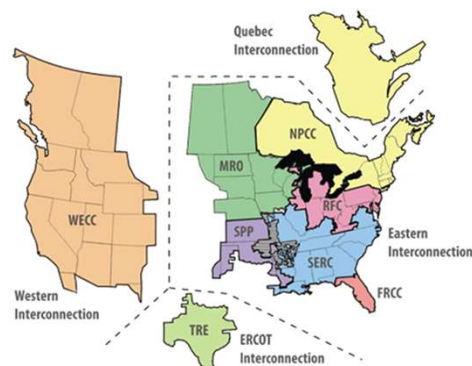 Quebec
Interconnection
NPCC
MRO
RFC
WECC
SPP
Eastern
Interconnection
SERC
Western
Interconnection
FRCC
TRE
ERCOT
Interconnection